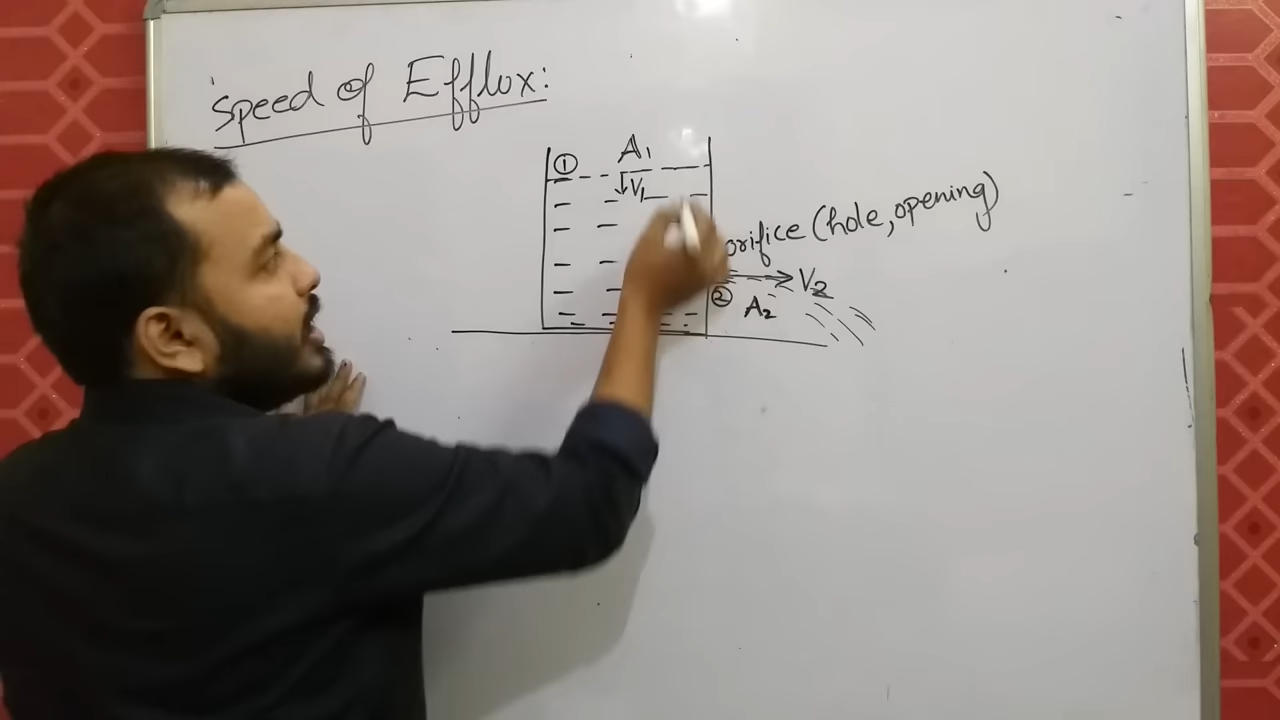 Speed of Efflux:
① A₁
V₁
orifice (hole, opening)
V₂
② A₂